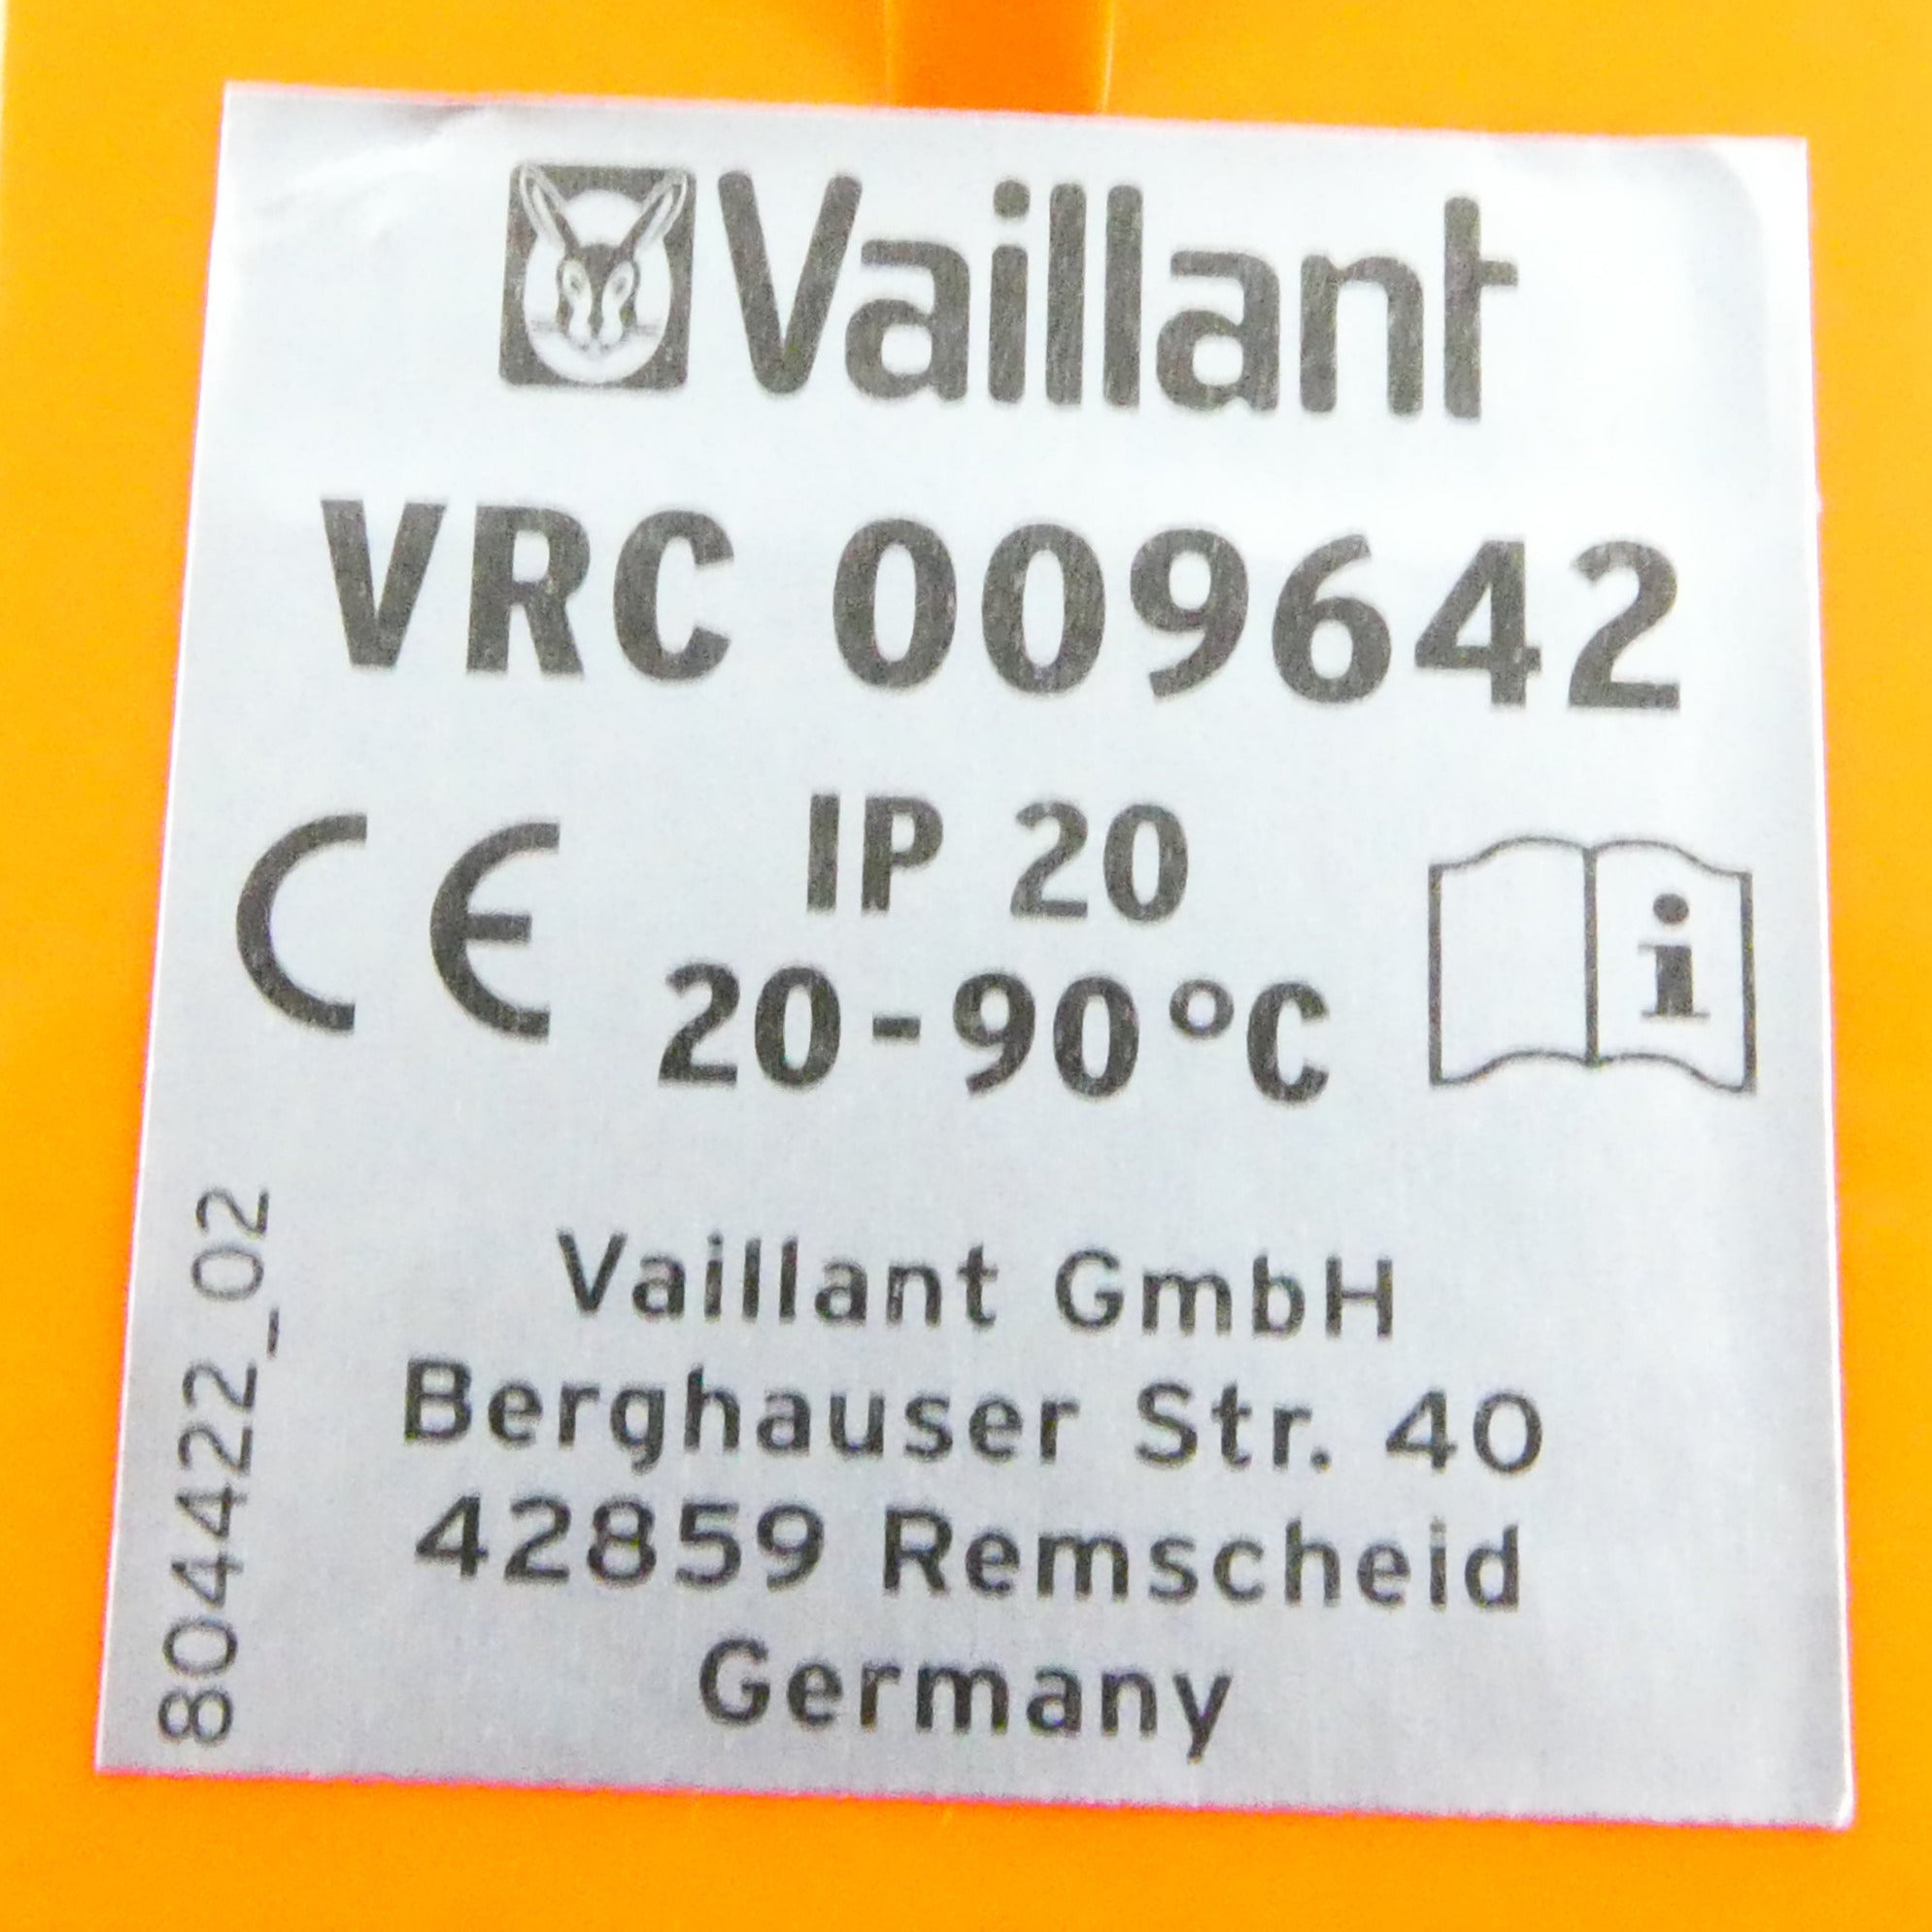 Vaillant
VRC 009642
CE
IP 20
20-90°C
i
804422_02
Vaillant GmbH
Berghauser Str. 40
42859 Remscheid
Germany